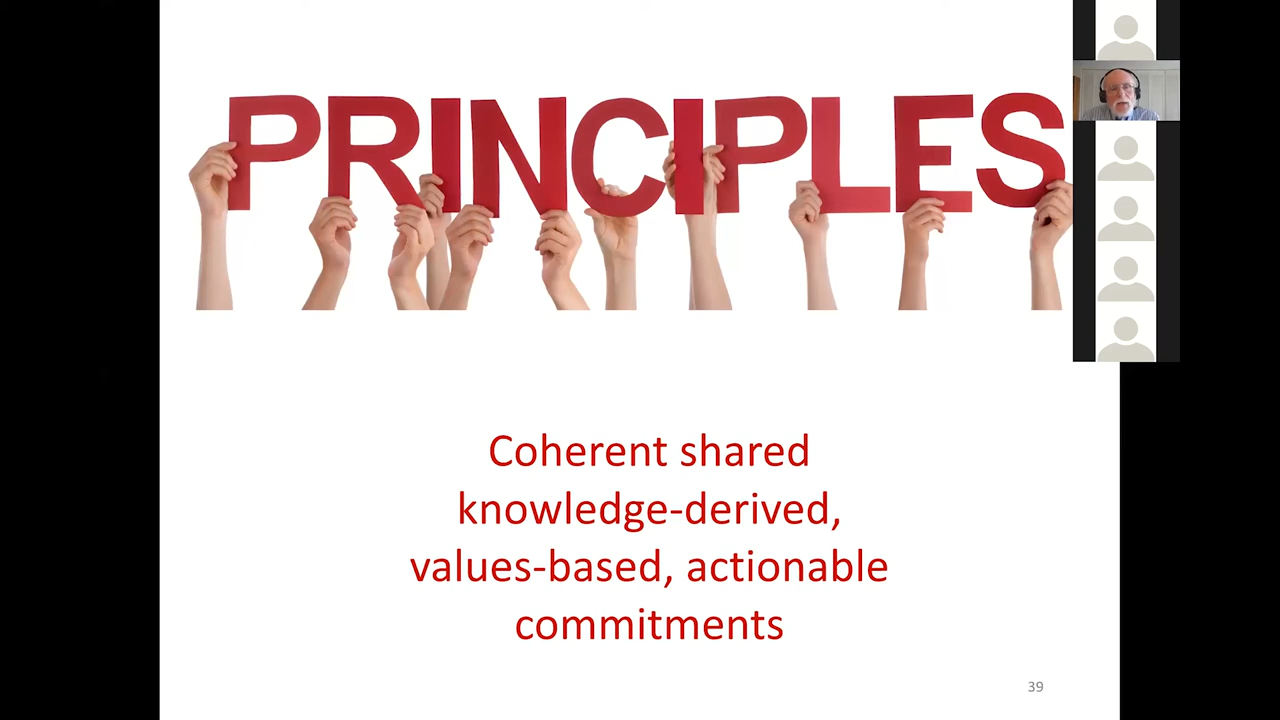 PRINCIPLES
Coherent shared
knowledge-derived,
values-based, actionable
commitments
39